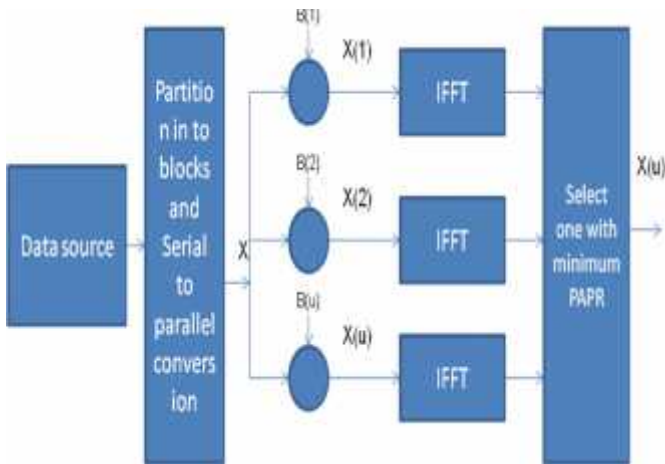 Data source
Partitio
n in to
blocks
and
Serial
to
parallel
convers
ion
X
B(1)
X(1)
IFFT
B(2)
X(2)
IFFT
B(u)
X(u)
IFFT
Select
one with
minimum
PAPR
X(u)